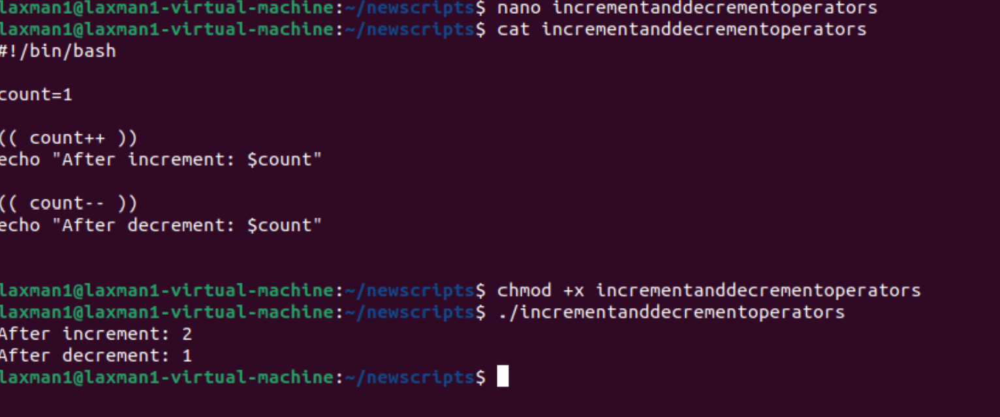 laxman1@laxman1-virtual-machine:~/newscripts$ nano incrementanddecrementoperators
laxman1@laxman1-virtual-machine:~/newscripts$ cat incrementanddecrementoperators
#!/bin/bash
count=1
(( count++ ))
echo "After increment: $count"
(( count-- ))
echo "After decrement: $count"
laxman1@laxman1-virtual-machine:~/newscripts$ chmod +x incrementanddecrementoperators
laxman1@laxman1-virtual-machine:~/newscripts$ ./incrementanddecrementoperators
After increment: 2
After decrement: 1
laxman1@laxman1-virtual-machine:~/newscripts$